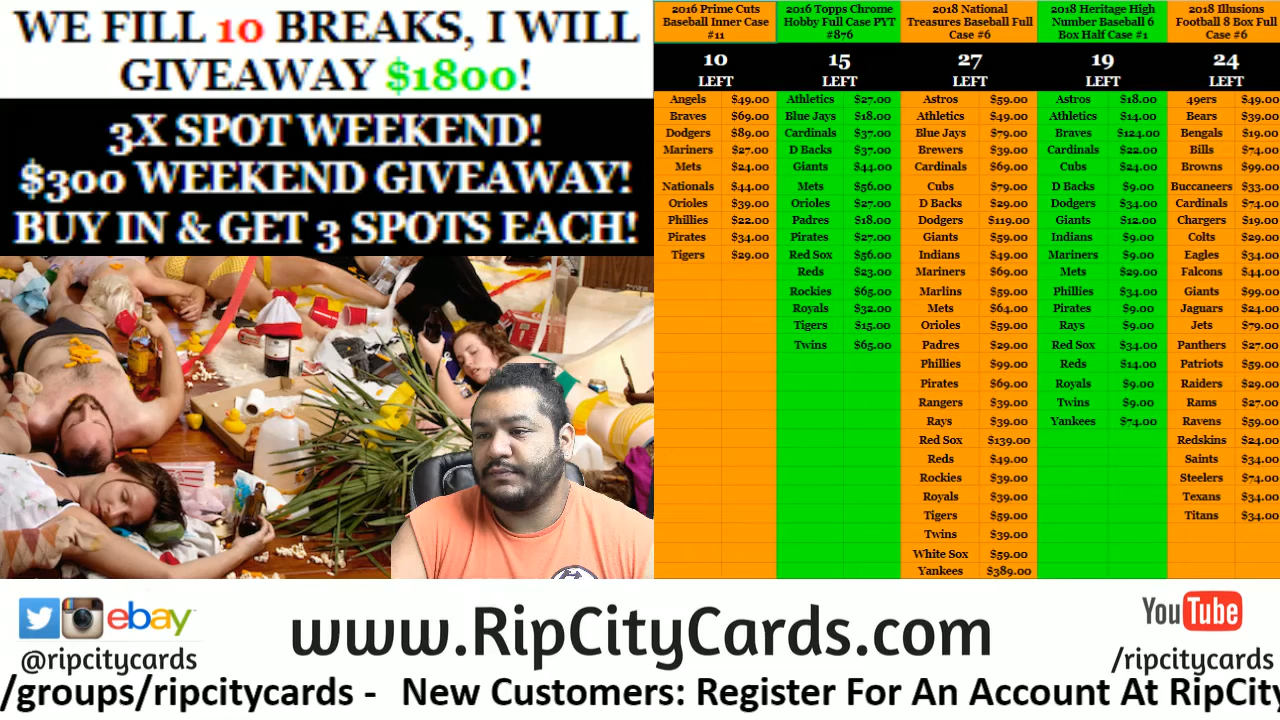 WE FILL 10 BREAKS, I WILL
GIVEAWAY $1800!
3X SPOT WEEKEND!
$300 WEEKEND GIVEAWAY!
BUY IN & GET 3 SPOTS EACH!
2016 Prime Cuts
Baseball Inner Case
#11
10
LEFT
Angels $49.00
Braves $69.00
Dodgers $89.00
Mariners $27.00
Mets $24.00
Nationals $44.00
Orioles $39.00
Phillies $22.00
Pirates $34.00
Tigers $29.00
2016 Topps Chrome
Hobby Full Case PYT
#876
15
LEFT
Athletics $27.00
Blue Jays $18.00
Cardinals $37.00
D Backs $37.00
Giants $44.00
Mets $56.00
Orioles $27.00
Padres $18.00
Pirates $27.00
Red Sox $56.00
Reds $23.00
Rockies $65.00
Royals $32.00
Tigers $15.00
Twins $65.00
2018 National
Treasures Baseball Full
Case #6
27
LEFT
Astros $59.00
Athletics $49.00
Blue Jays $79.00
Brewers $39.00
Cardinals $69.00
Cubs $79.00
D Backs $29.00
Dodgers $119.00
Giants $59.00
Indians $49.00
Mariners $69.00
Marlins $59.00
Mets $64.00
Orioles $59.00
Padres $29.00
Phillies $99.00
Pirates $69.00
Rangers $39.00
Rays $39.00
Red Sox $139.00
Reds $49.00
Rockies $39.00
Royals $39.00
Tigers $59.00
Twins $39.00
White Sox $59.00
Yankees $389.00
2018 Heritage High
Number Baseball 6
Box Half Case #1
19
LEFT
Astros $18.00
Athletics $14.00
Braves $124.00
Cardinals $22.00
Cubs $24.00
D Backs $9.00
Dodgers $34.00
Giants $12.00
Indians $9.00
Mariners $9.00
Mets $29.00
Phillies $34.00
Pirates $9.00
Rays $9.00
Red Sox $34.00
Reds $14.00
Royals $9.00
Twins $9.00
Yankees $74.00
2018 Illusions
Football 8 Box Full
Case #6
24
LEFT
49ers $49.00
Bears $39.00
Bengals $19.00
Bills $74.00
Browns $99.00
Buccaneers $33.00
Cardinals $74.00
Chargers $19.00
Colts $29.00
Eagles $34.00
Falcons $44.00
Giants $99.00
Jaguars $24.00
Jets $79.00
Panthers $27.00
Patriots $59.00
Raiders $29.00
Rams $27.00
Ravens $59.00
Redskins $24.00
Saints $34.00
Steelers $74.00
Texans $34.00
Titans $34.00
ebay
@ripcitycards
www.RipCityCards.com
YouTube
/ripcitycards
/groups/ripcitycards - New Customers: Register For An Account At RipCity